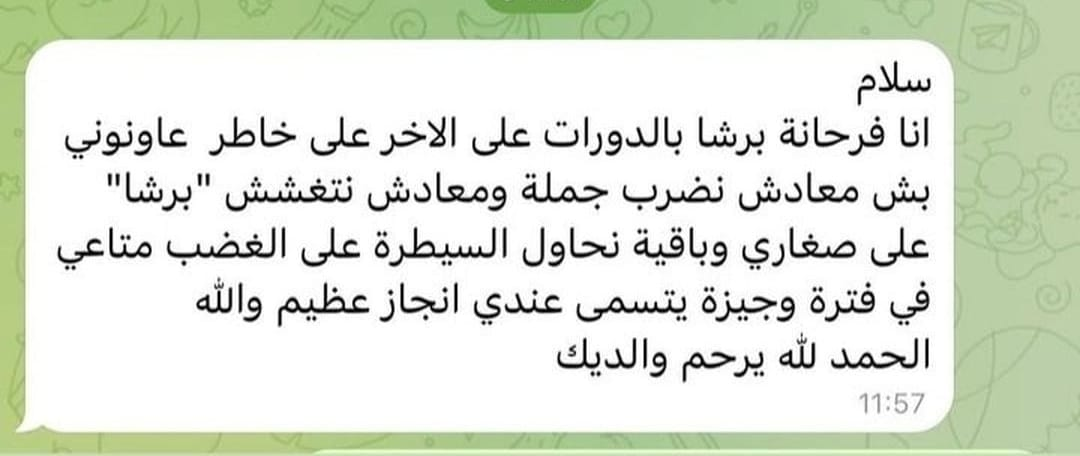 سلام
انا فرحانة برشا بالدورات على الاخر على خاطر عاونوني
بش معادش نضرب جملة ومعادش نتغشش "برشا"
على صغاري وباقية نحاول السيطرة على الغضب متاعي
في فترة وجيزة يتسمى عندي انجاز عظيم والله
الحمد لله يرحم والديك
11:57